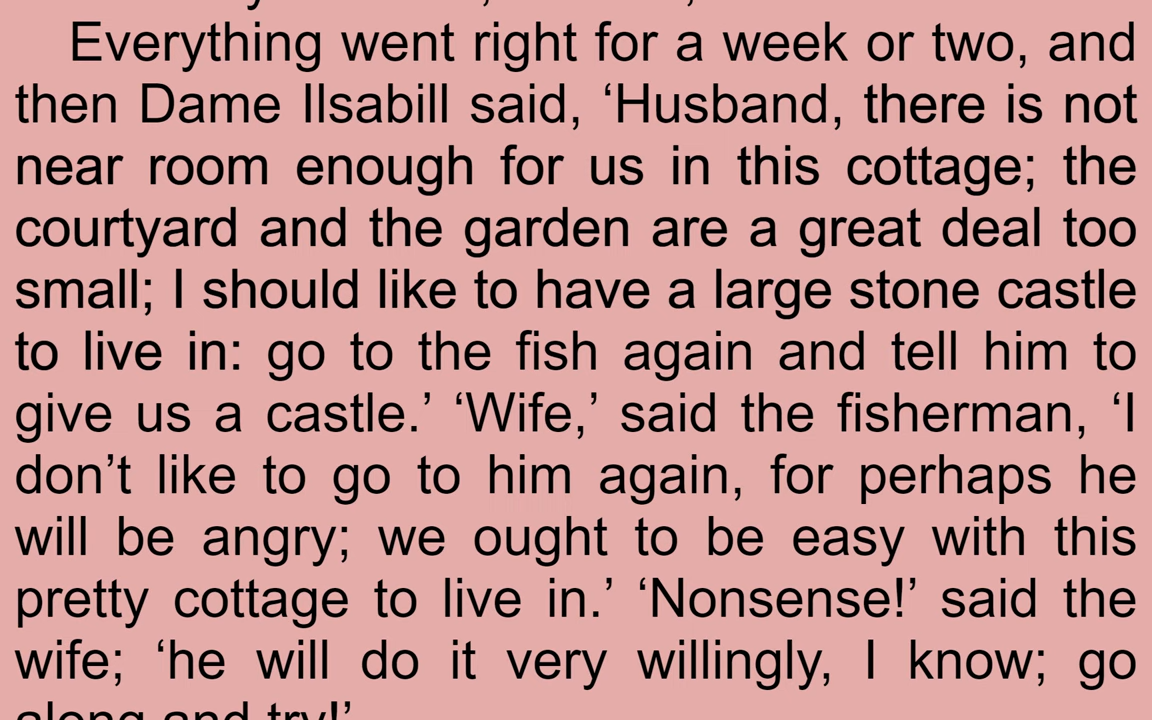 Everything went right for a week or two, and
then Dame Ilsabill said, ‘Husband, there is not
near room enough for us in this cottage; the
courtyard and the garden are a great deal too
small; I should like to have a large stone castle
to live in: go to the fish again and tell him to
give us a castle.’ ‘Wife,’ said the fisherman, ‘I
don’t like to go to him again, for perhaps he
will be angry; we ought to be easy with this
pretty cottage to live in.’ ‘Nonsense!’ said the
wife; ‘he will do it very willingly, I know; go
along and try!’